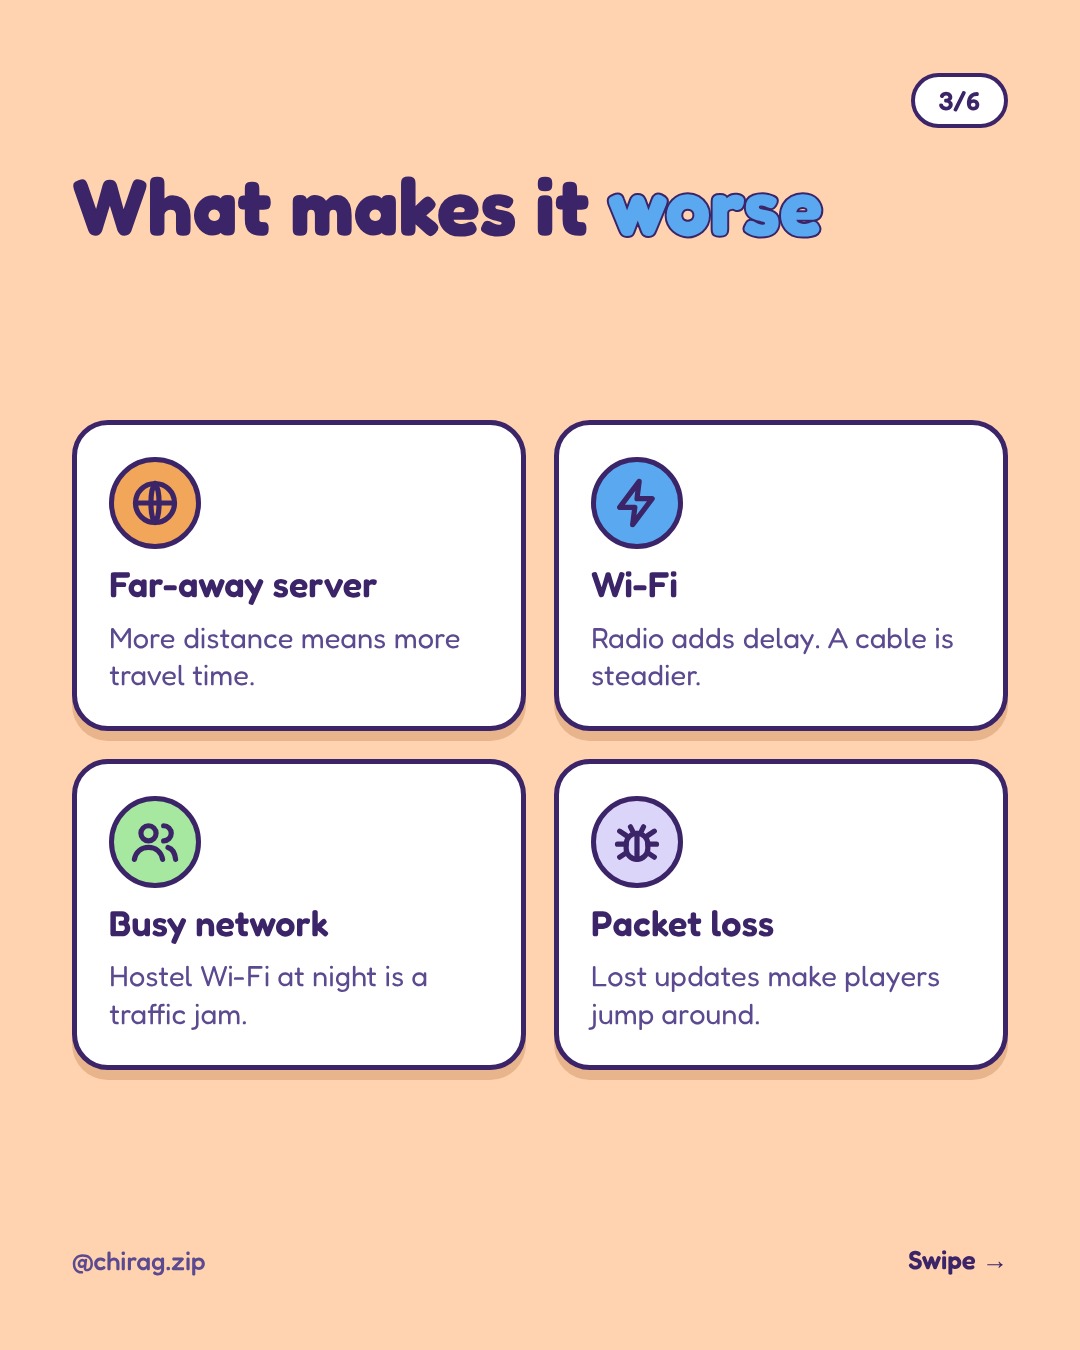 3/6
What makes it worse
Far-away server
More distance means more
travel time.
Wi-Fi
Radio adds delay. A cable is
steadier.
Busy network
Hostel Wi-Fi at night is a
traffic jam.
Packet loss
Lost updates make players
jump around.
@chirag.zip
Swipe →